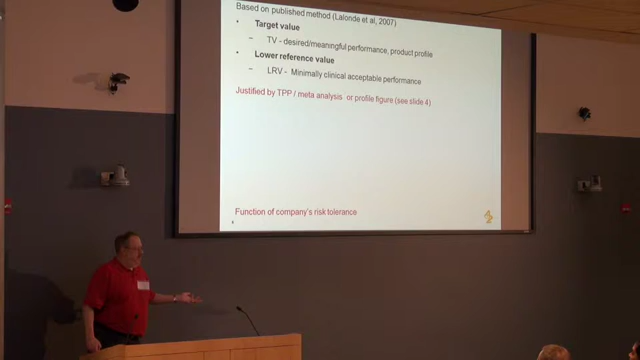 Based on published method (Lalonde et al, 2007)
• Target value
– TV - desired/meaningful performance, product profile
• Lower reference value
– LRV - Minimally clinical acceptable performance
Justified by TPP / meta analysis or profile figure (see slide 4)
Function of company's risk tolerance